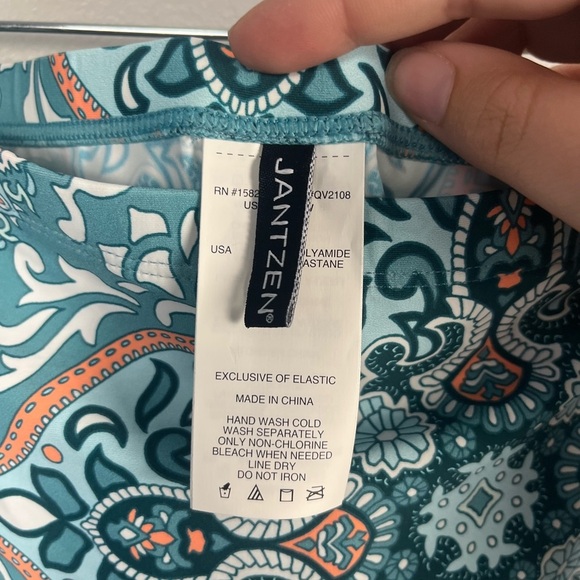 JANTZEN®
RN #1582 QV2108
US
USA OLYAMIDE
ASTANE
EXCLUSIVE OF ELASTIC
MADE IN CHINA
HAND WASH COLD
WASH SEPARATELY
ONLY NON-CHLORINE
BLEACH WHEN NEEDED
LINE DRY
DO NOT IRON